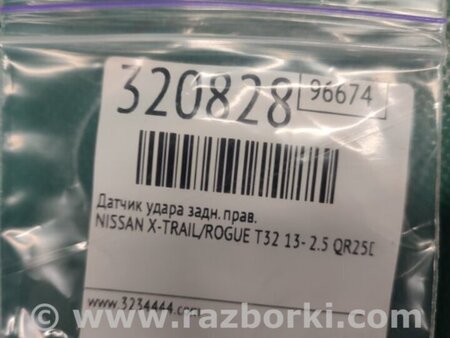 320828 96674
Датчик удара задн. прав.
NISSAN X-TRAIL/ROGUE T32 13- 2.5 QR25D
www.3234444.com
www.razborki.com